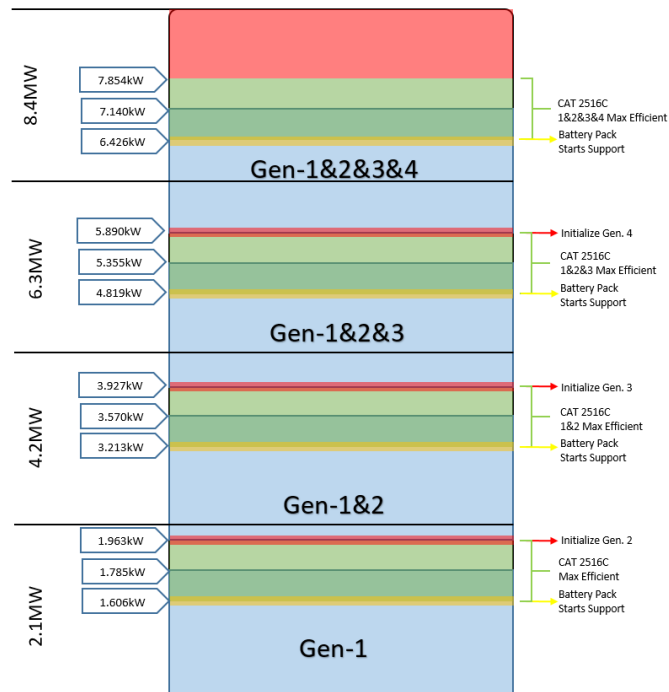 8.4MW
7.854kW
7.140kW
6.426kW
CAT 2516C
1&2&3&4 Max Efficient
Battery Pack
Starts Support
Gen-1&2&3&4
6.3MW
5.890kW
5.355kW
4.819kW
Initialize Gen. 4
CAT 2516C
1&2&3 Max Efficient
Battery Pack
Starts Support
Gen-1&2&3
4.2MW
3.927kW
3.570kW
3.213kW
Initialize Gen. 3
CAT 2516C
1&2 Max Efficient
Battery Pack
Starts Support
Gen-1&2
2.1MW
1.963kW
1.785kW
1.606kW
Initialize Gen. 2
CAT 2516C
Max Efficient
Battery Pack
Starts Support
Gen-1